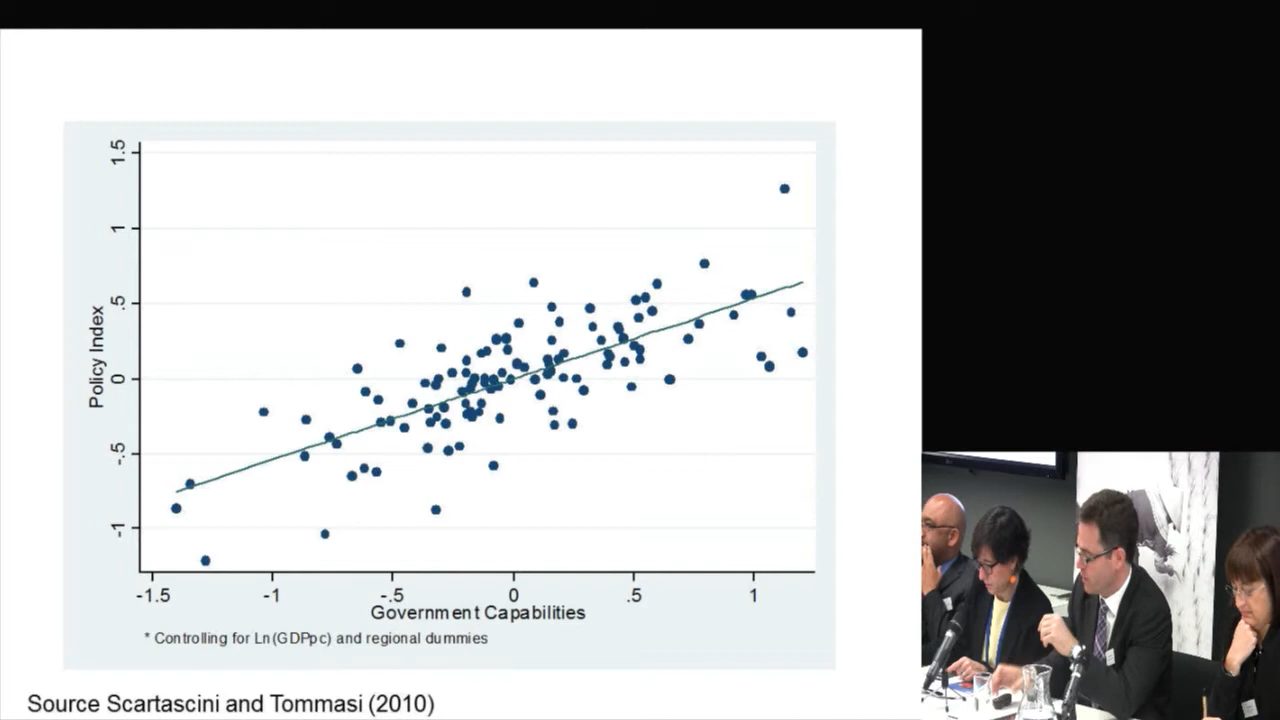 1.5
1
.5
0
-.5
-1
Policy Index
-1.5 -1 -.5 0 .5 1
Government Capabilities
* Controlling for Ln(GDPpc) and regional dummies
Source Scartascini and Tommasi (2010)